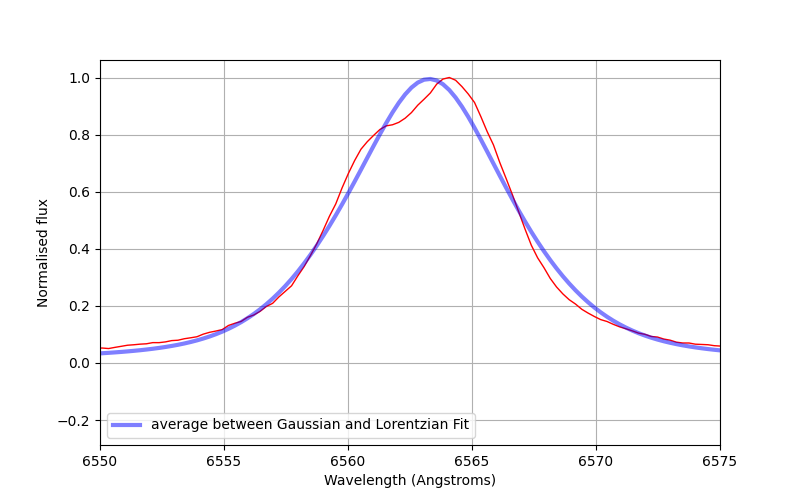 1.0
0.8
0.6
0.4
0.2
0.0
−0.2
Normalised flux
average between Gaussian and Lorentzian Fit
6550 6555 6560 6565 6570 6575
Wavelength (Angstroms)